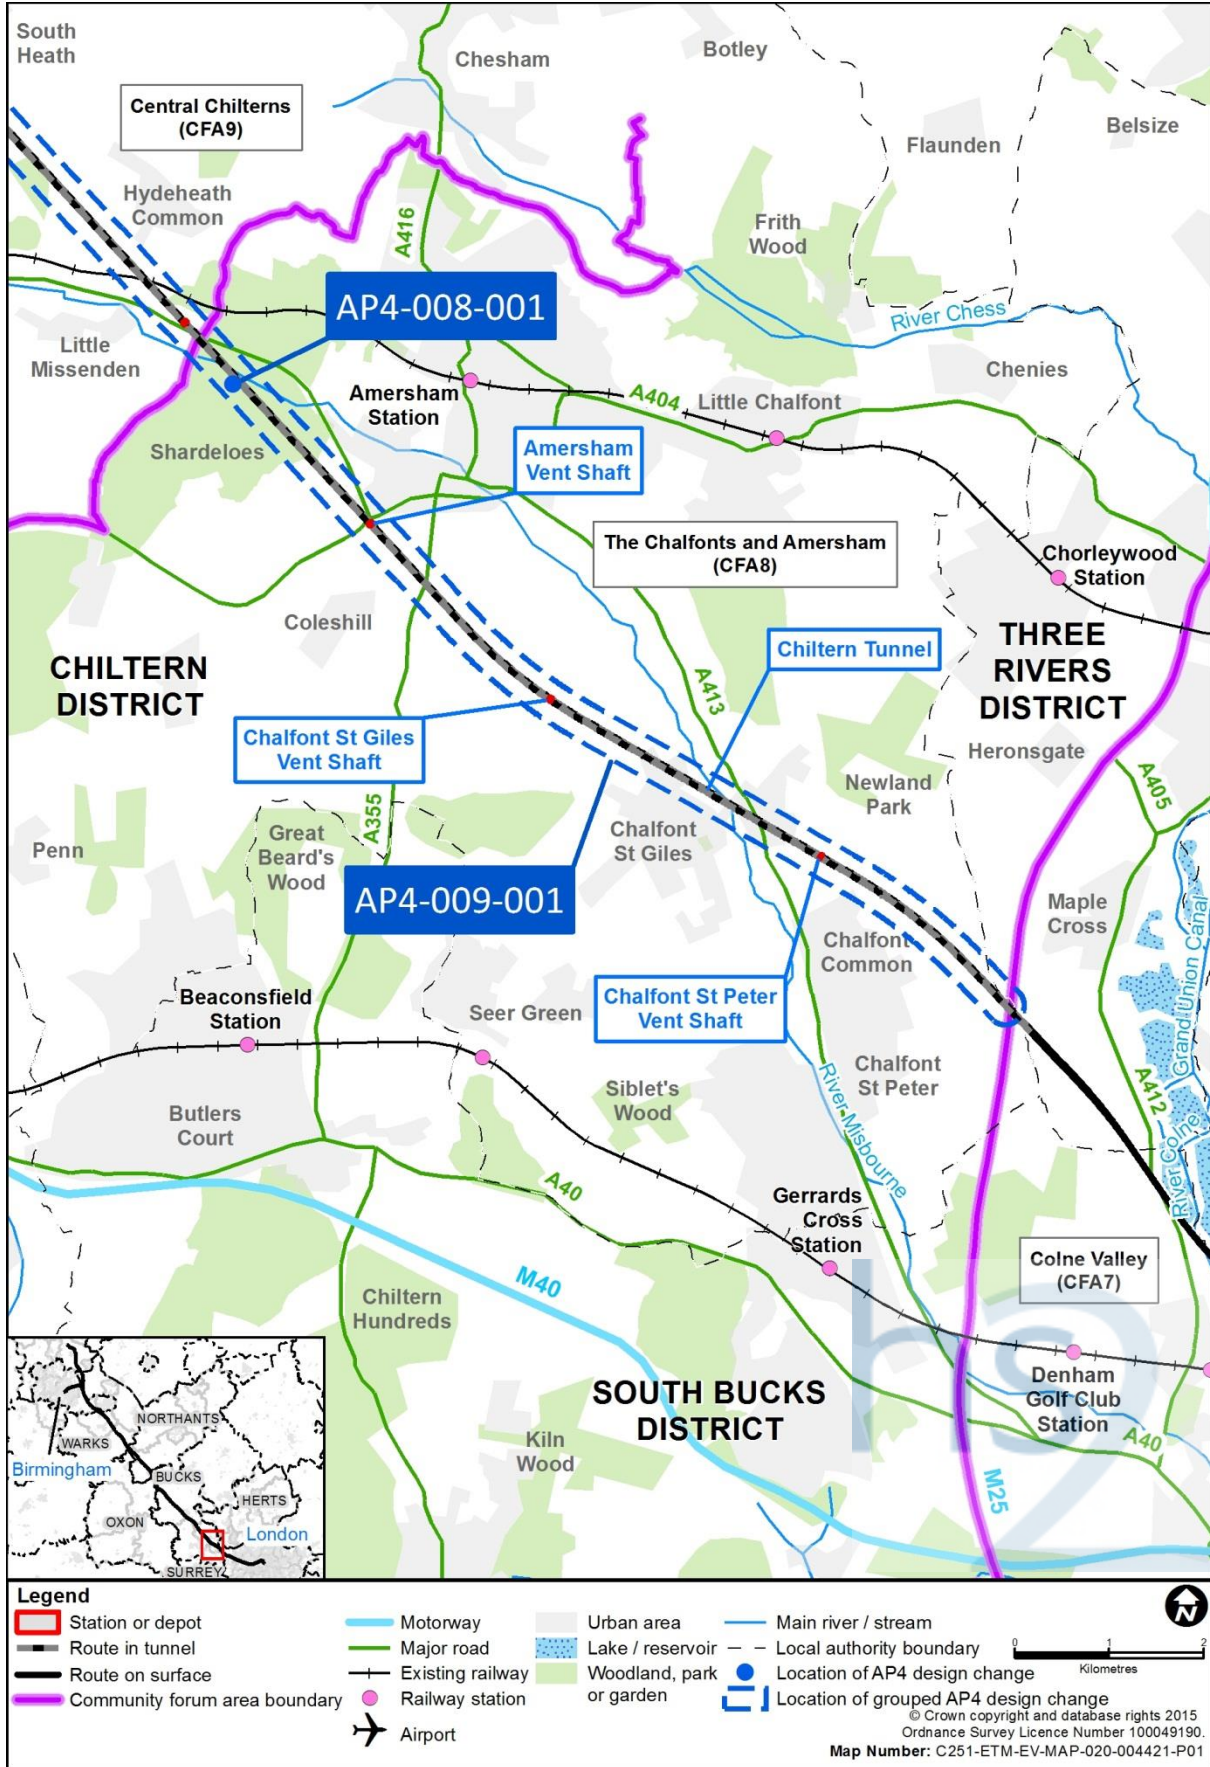 South
Heath
Chesham
Botley
Central Chilterns
(CFA9)
Belsize
Flaunden
Hydeheath
Common
A416
Frith
Wood
AP4-008-001
River Chess
Little
Missenden
Chenies
Amersham
Station
A404
Little Chalfont
Shardeloes
Amersham
Vent Shaft
The Chalfonts and Amersham
(CFA8)
Chorleywood
Station
Coleshill
THREE
RIVERS
DISTRICT
CHILTERN
DISTRICT
Chiltern Tunnel
A413
Chalfont St Giles
Vent Shaft
Heronsgate
Newland
Park
A405
A355
Great
Beard's
Wood
Chalfont
St Giles
Penn
AP4-009-001
Maple
Cross
Chalfont
Common
Grand Union Canal
Beaconsfield
Station
Seer Green
Chalfont St Peter
Vent Shaft
Chalfont
St Peter
Siblet's
Wood
River Misbourne
A412
Butlers
Court
River Colne
A40
Gerrards
Cross
Station
Colne Valley
(CFA7)
M40
Chiltern
Hundreds
hs2
SOUTH BUCKS
DISTRICT
Denham
Golf Club
Station
A40
Kiln
Wood
M25
NORTHANTS
WARKS
Birmingham
BUCKS
HERTS
OXON
London
SURREY
Legend
Station or depot
Route in tunnel
Route on surface
Community forum area boundary
Motorway
Major road
Existing railway
Railway station
Airport
Urban area
Lake / reservoir
Woodland, park
or garden
Main river / stream
Local authority boundary
Location of AP4 design change
Location of grouped AP4 design change
N
0 1 2
Kilometres
© Crown copyright and database rights 2015
Ordnance Survey Licence Number 100049190.
Map Number: C251-ETM-EV-MAP-020-004421-P01